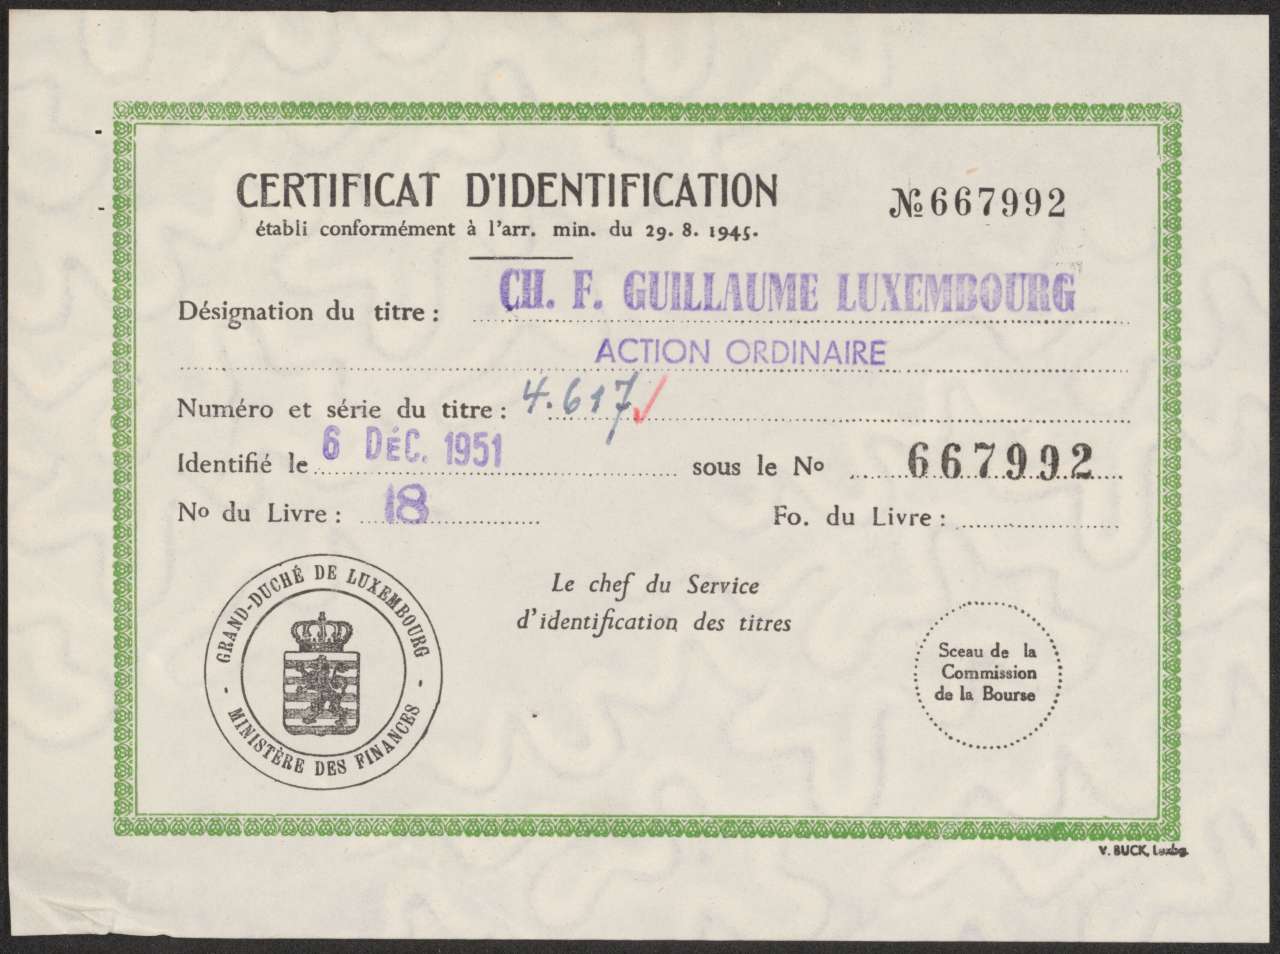 CERTIFICAT D'IDENTIFICATION
№ 667992
établi conformément à l'arr. min. du 29. 8. 1945.
Désignation du titre : CH. F. GUILLAUME LUXEMBOURG
ACTION ORDINAIRE
Numéro et série du titre : 4.617
Identifié le 6 DÉC. 1951 sous le No 667992
No du Livre : 18 Fo. du Livre :
GRAND-DUCHÉ DE LUXEMBOURG
- MINISTÈRE DES FINANCES -
Le chef du Service
d'identification des titres
Sceau de la
Commission
de la Bourse
V. BUCK, Luxbg.